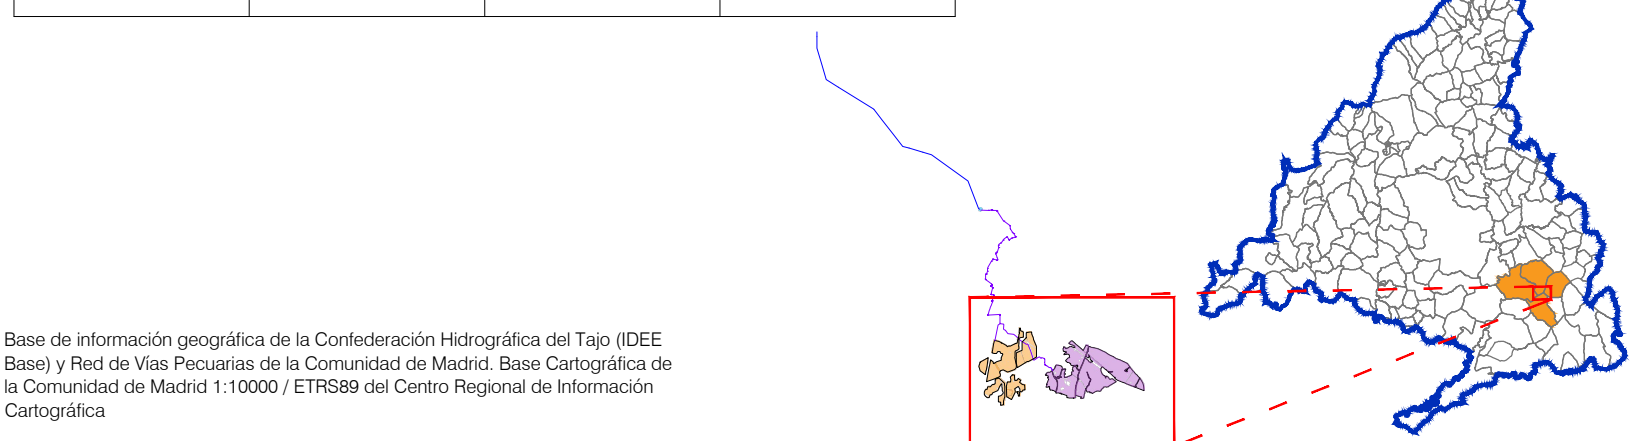 Base de información geográfica de la Confederación Hidrográfica del Tajo (IDEE
Base) y Red de Vías Pecuarias de la Comunidad de Madrid. Base Cartográfica de
la Comunidad de Madrid 1:10000 / ETRS89 del Centro Regional de Información
Cartográfica